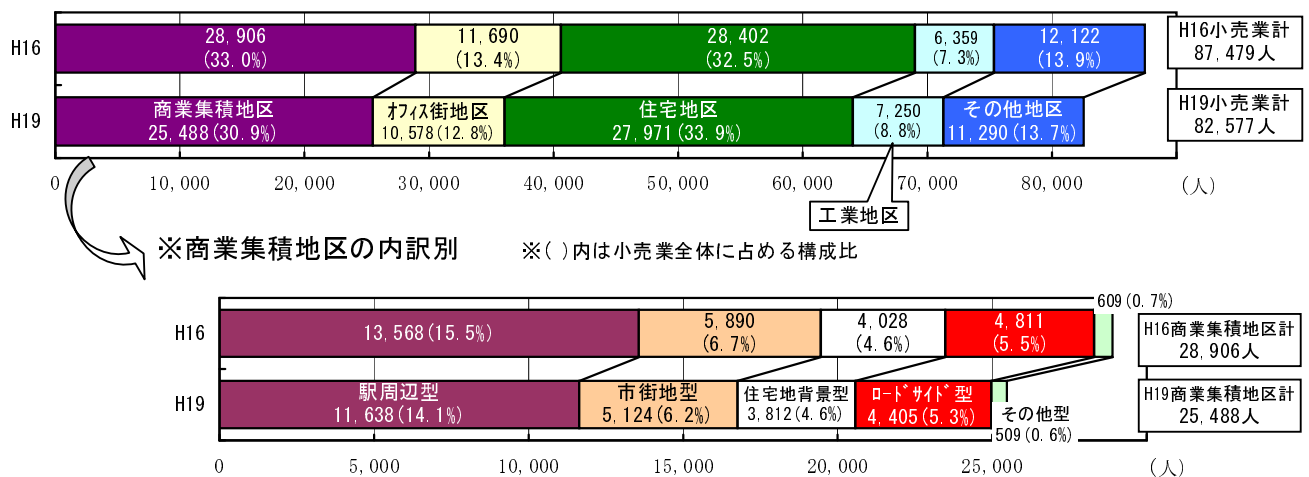 H16
28,906
(33.0%)
11,690
(13.4%)
28,402
(32.5%)
6,359
(7.3%)
12,122
(13.9%)
H16小売業計
87,479人
H19
商業集積地区
25,488(30.9%)
ｵﾌｨｽ街地区
10,578(12.8%)
住宅地区
27,971(33.9%)
7,250
(8.8%)
その他地区
11,290(13.7%)
H19小売業計
82,577人
0 10,000 20,000 30,000 40,000 50,000 60,000 70,000 80,000 (人)
工業地区
※商業集積地区の内訳別
※( )内は小売業全体に占める構成比
609(0.7%)
H16
13,568(15.5%)
5,890
(6.7%)
4,028
(4.6%)
4,811
(5.5%)
H16商業集積地区計
28,906人
H19
駅周辺型
11,638(14.1%)
市街地型
5,124(6.2%)
住宅地背景型
3,812(4.6%)
ﾛｰﾄﾞｻｲﾄﾞ型
4,405(5.3%)
その他型
509(0.6%)
H19商業集積地区計
25,488人
0 5,000 10,000 15,000 20,000 25,000 (人)